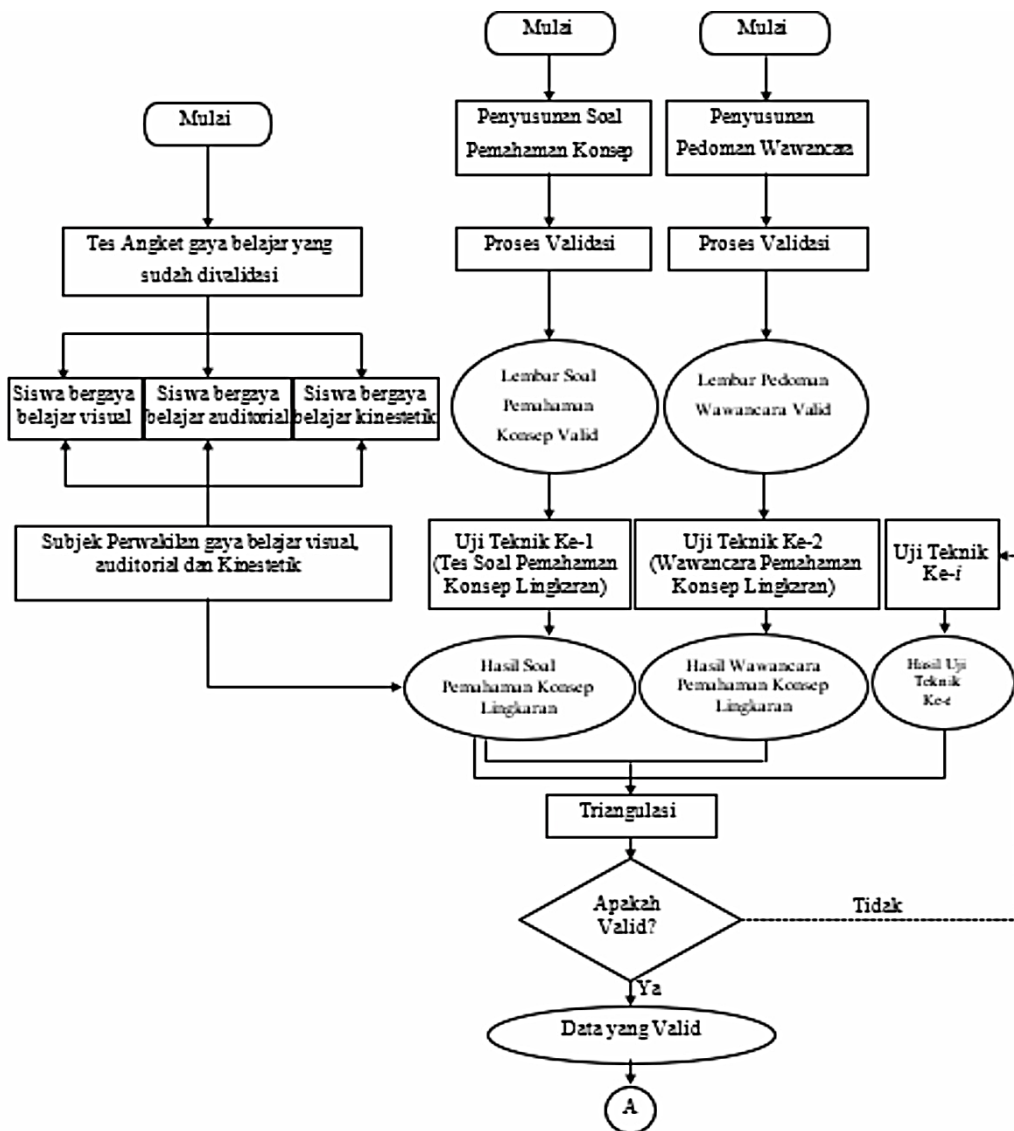 Mulai
Tes Angket gaya belajar yang
sudah divalidasi
Siswa bergaya
belajar visual
Siswa bergaya
belajar auditorial
Siswa bergaya
belajar kinestetik
Subjek Perwakilan gaya belajar visual,
auditorial dan Kinestetik
Mulai
Penyusunan Soal
Pemahaman Konsep
Proses Validasi
Lembar Soal
Pemahaman
Konsep Valid
Uji Teknik Ke-1
(Tes Soal Pemahaman
Konsep Lingkaran)
Hasil Soal
Pemahaman Konsep
Lingkaran
Mulai
Penyusunan
Pedoman Wawancara
Proses Validasi
Lembar Pedoman
Wawancara Valid
Uji Teknik Ke-2
(Wawancara Pemahaman
Konsep Lingkaran)
Hasil Wawancara
Pemahaman Konsep
Lingkaran
Uji Teknik
Ke-i
Hasil Uji
Teknik
Ke-i
Triangulasi
Apakah
Valid?
Tidak
Ya
Data yang Valid
A